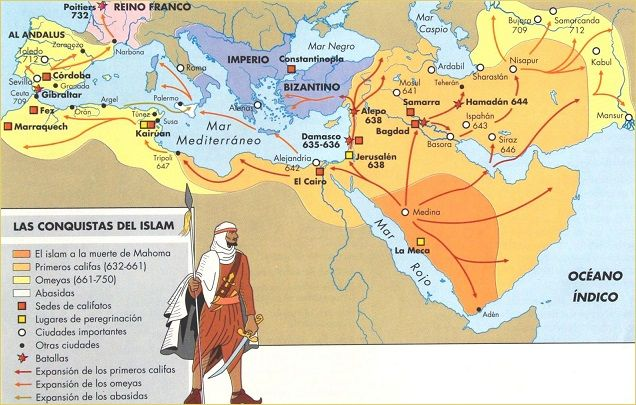 Poitiers
732
REINO FRANCO
AL ANDALUS
Zaragoza
Narbona
Toledo
712
Córdoba
Sevilla
Granada
Ceuta
709
Gibraltar
Fez
Orán
Argel
Marraquech
Roma
Palermo
Túnez
Susa
Kairuán
Trípoli
647
Mar
Mediterráneo
IMPERIO
BIZANTINO
Constantinopla
Atenas
Mar Negro
Mar
Caspio
Alejandría
642
El Cairo
Damasco
635-636
Jerusalén
638
Alepo
638
Mosul
641
Ardabil
Teherán
Samarra
Bagdad
Hamadán 644
Ispahán
643
Basora
Siraz
646
Sharastán
Nisapur
Bujara
709
Samarcanda
712
Kabul
Mansur
Medina
La Meca
Mar
Rojo
Adén
OCÉANO
ÍNDICO
LAS CONQUISTAS DEL ISLAM
El islam a la muerte de Mahoma
Primeros califas (632-661)
Omeyas (661-750)
Abasidas
Sedes de califatos
Lugares de peregrinación
Ciudades importantes
Otras ciudades
Batallas
Expansión de los primeros califas
Expansión de los omeyas
Expansión de los abasidas